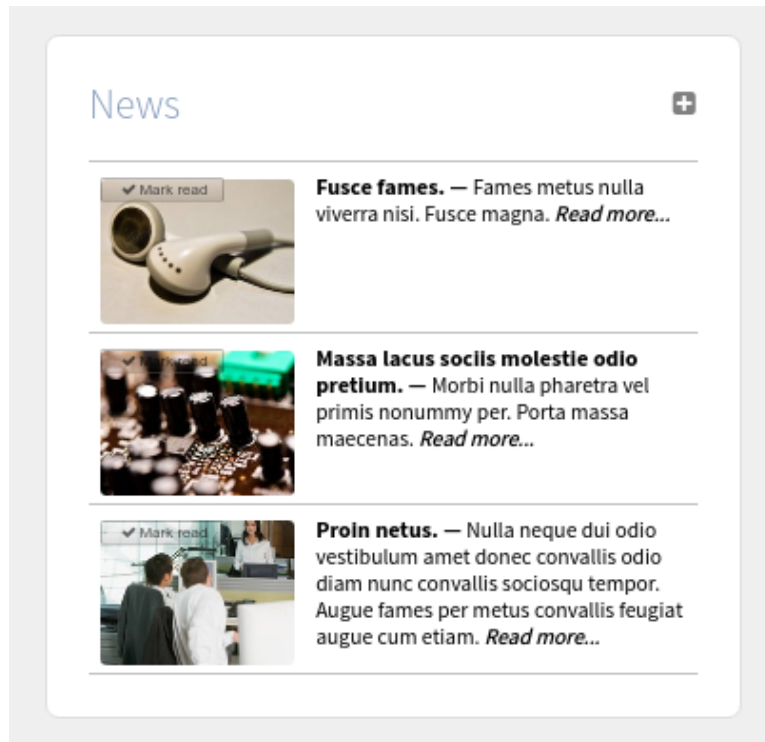 News
Mark read
Fusce fames. — Fames metus nulla
viverra nisi. Fusce magna. Read more...
Mark read
Massa lacus sociis molestie odio
pretium. — Morbi nulla pharetra vel
primis nonummy per. Porta massa
maecenas. Read more...
Mark read
Proin netus. — Nulla neque dui odio
vestibulum amet donec convallis odio
diam nunc convallis sociosqu tempor.
Augue fames per metus convallis feugiat
augue cum etiam. Read more...